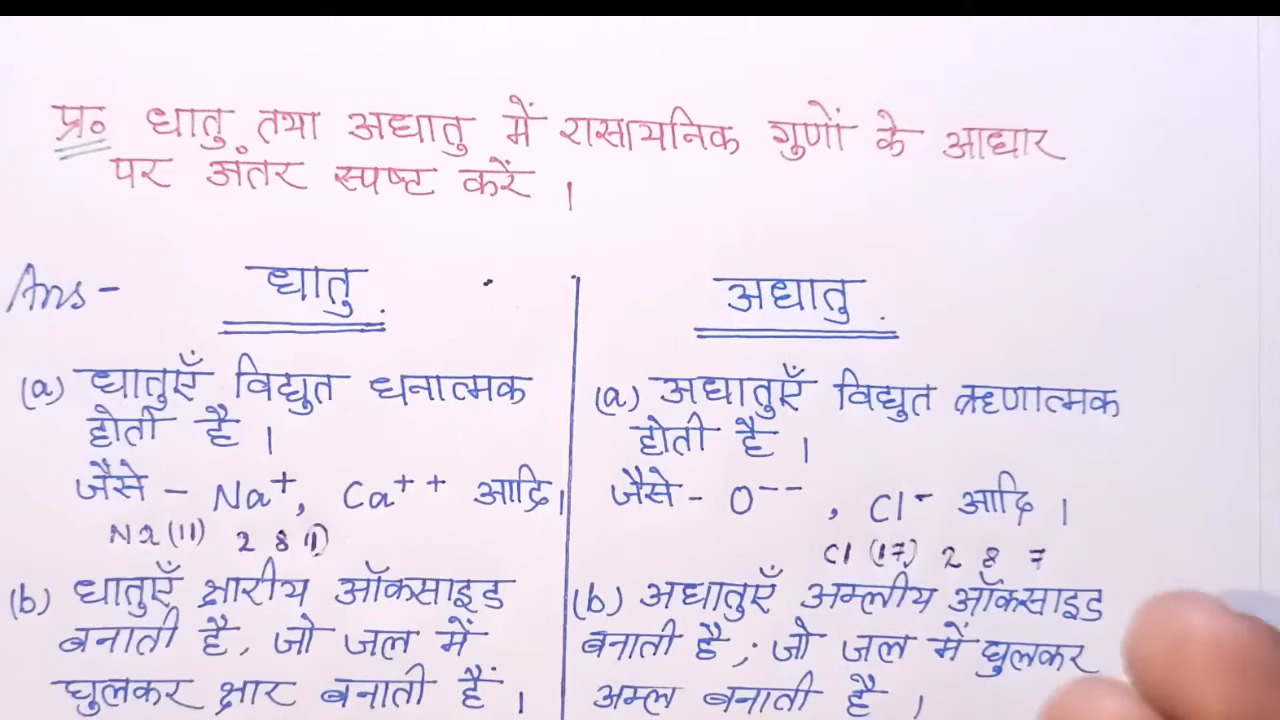 प्र० धातु तथा अधातु में रासायनिक गुणों के आधार
पर अंतर स्पष्ट करें ।
Ans- धातु
(a) धातुएँ विद्युत धनात्मक
होती है ।
जैसे - Na⁺, Ca⁺⁺ आदि।
Na(11) 2 8 1
(b) धातुएँ क्षारीय ऑक्साइड
बनाती है, जो जल में
घुलकर क्षार बनाती हैं ।
अधातु
(a) अधातुएँ विद्युत ऋणात्मक
होती है ।
जैसे - O⁻⁻, Cl⁻ आदि ।
Cl (17) 2 8 7
(b) अधातुएँ अम्लीय ऑक्साइड
बनाती है, जो जल में घुलकर
अम्ल बनाती है ।